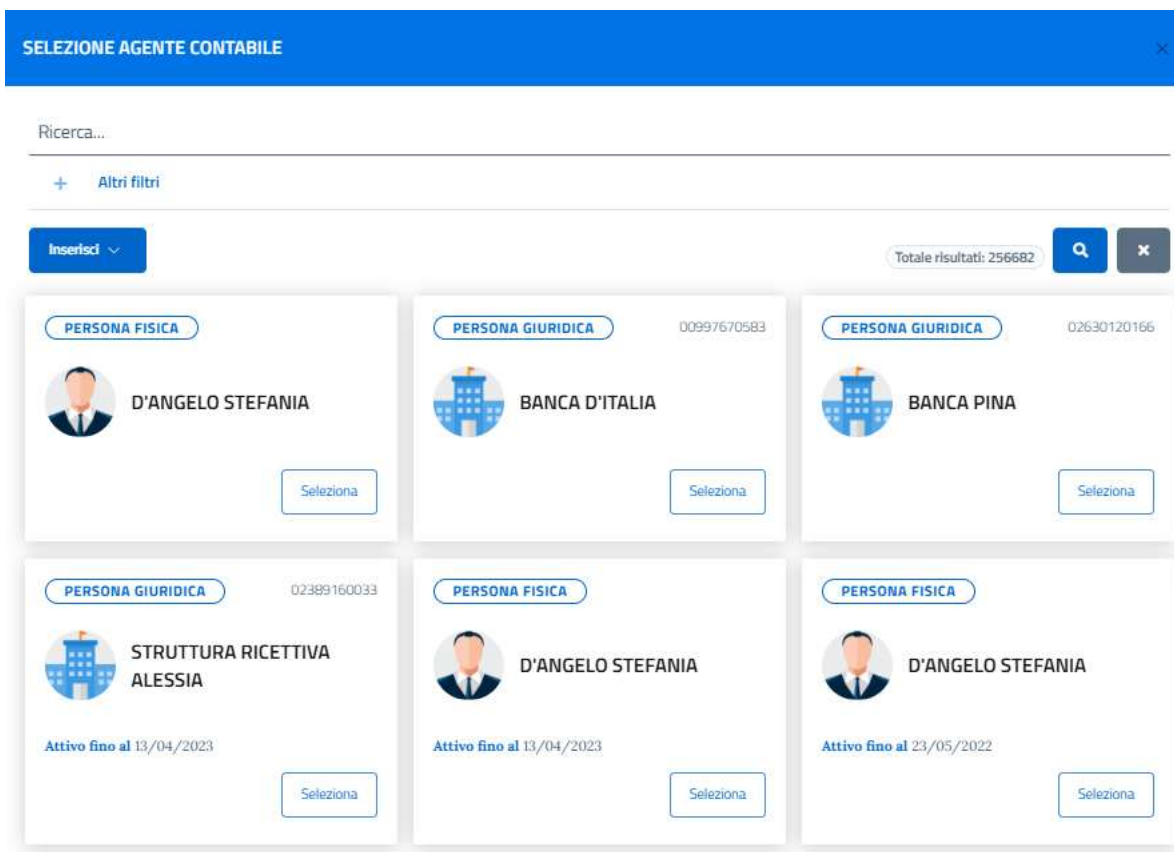 SELEZIONE AGENTE CONTABILE
Ricerca...
+ Altri filtri
Inserisci
Totale risultati: 256682
PERSONA FISICA
D'ANGELO STEFANIA
Seleziona
PERSONA GIURIDICA 00997670583
BANCA D'ITALIA
Seleziona
PERSONA GIURIDICA 02630120166
BANCA PINA
Seleziona
PERSONA GIURIDICA 02389160033
STRUTTURA RICETTIVA
ALESSIA
Attivo fino al 13/04/2023
Seleziona
PERSONA FISICA
D'ANGELO STEFANIA
Attivo fino al 13/04/2023
Seleziona
PERSONA FISICA
D'ANGELO STEFANIA
Attivo fino al 23/05/2022
Seleziona